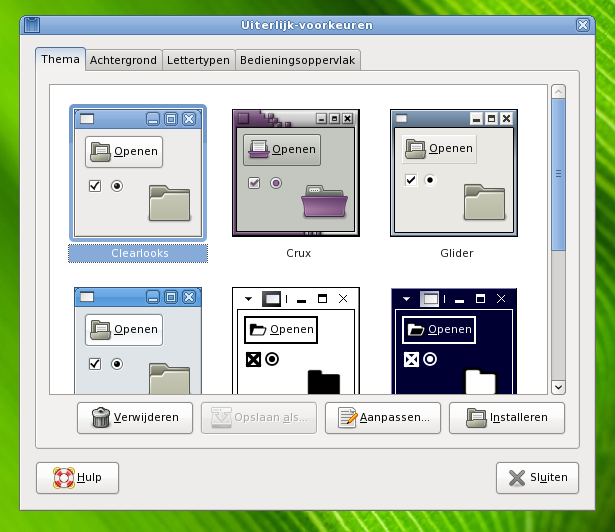 Uiterlijk-voorkeuren
Thema Achtergrond Lettertypen Bedieningsoppervlak
Openen Openen Openen
Clearlooks Crux Glider
Openen Openen Openen
Verwijderen Opslaan als... Aanpassen... Installeren
Hulp Sluiten